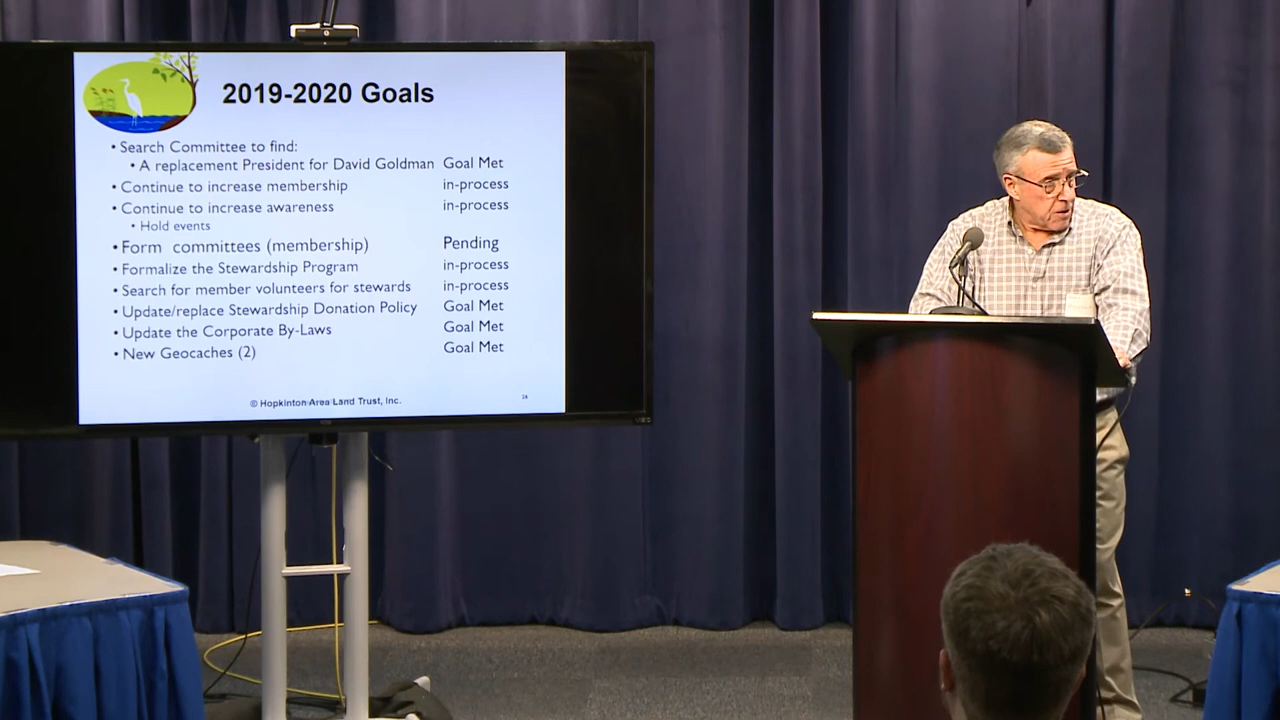 2019-2020 Goals
• Search Committee to find:
• A replacement President for David Goldman Goal Met
• Continue to increase membership in-process
• Continue to increase awareness in-process
• Hold events
• Form committees (membership) Pending
• Formalize the Stewardship Program in-process
• Search for member volunteers for stewards in-process
• Update/replace Stewardship Donation Policy Goal Met
• Update the Corporate By-Laws Goal Met
• New Geocaches (2) Goal Met
© Hopkinton Area Land Trust, Inc.